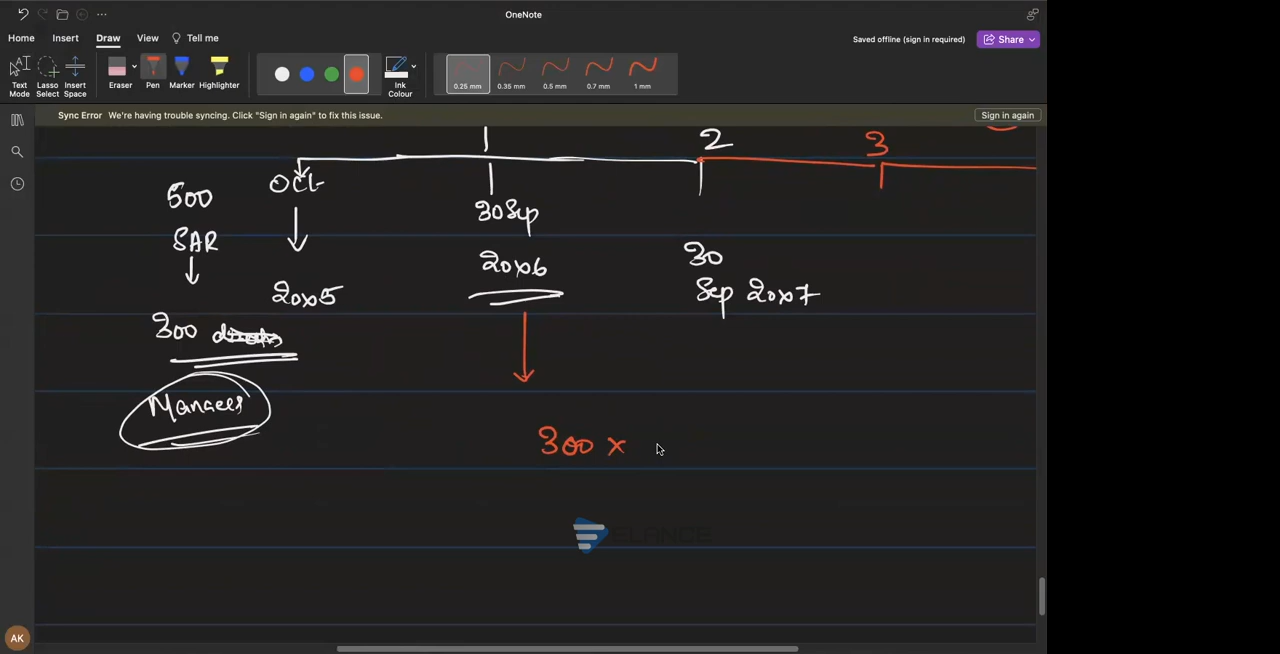 OneNote
Home Insert Draw View Tell me
Saved offline (sign in required) Share
Text Mode
Lasso Select
Insert Space
Eraser
Pen
Marker
Highlighter
Ink Colour
0.25 mm
0.35 mm
0.5 mm
0.7 mm
1 mm
Sync Error We're having trouble syncing. Click "Sign in again" to fix this issue. Sign in again
1 2 3
500 Oct
SAR 30 Sep
20x6 30
20x5 Sep 20x7
300
300 x
ELANCE
AK